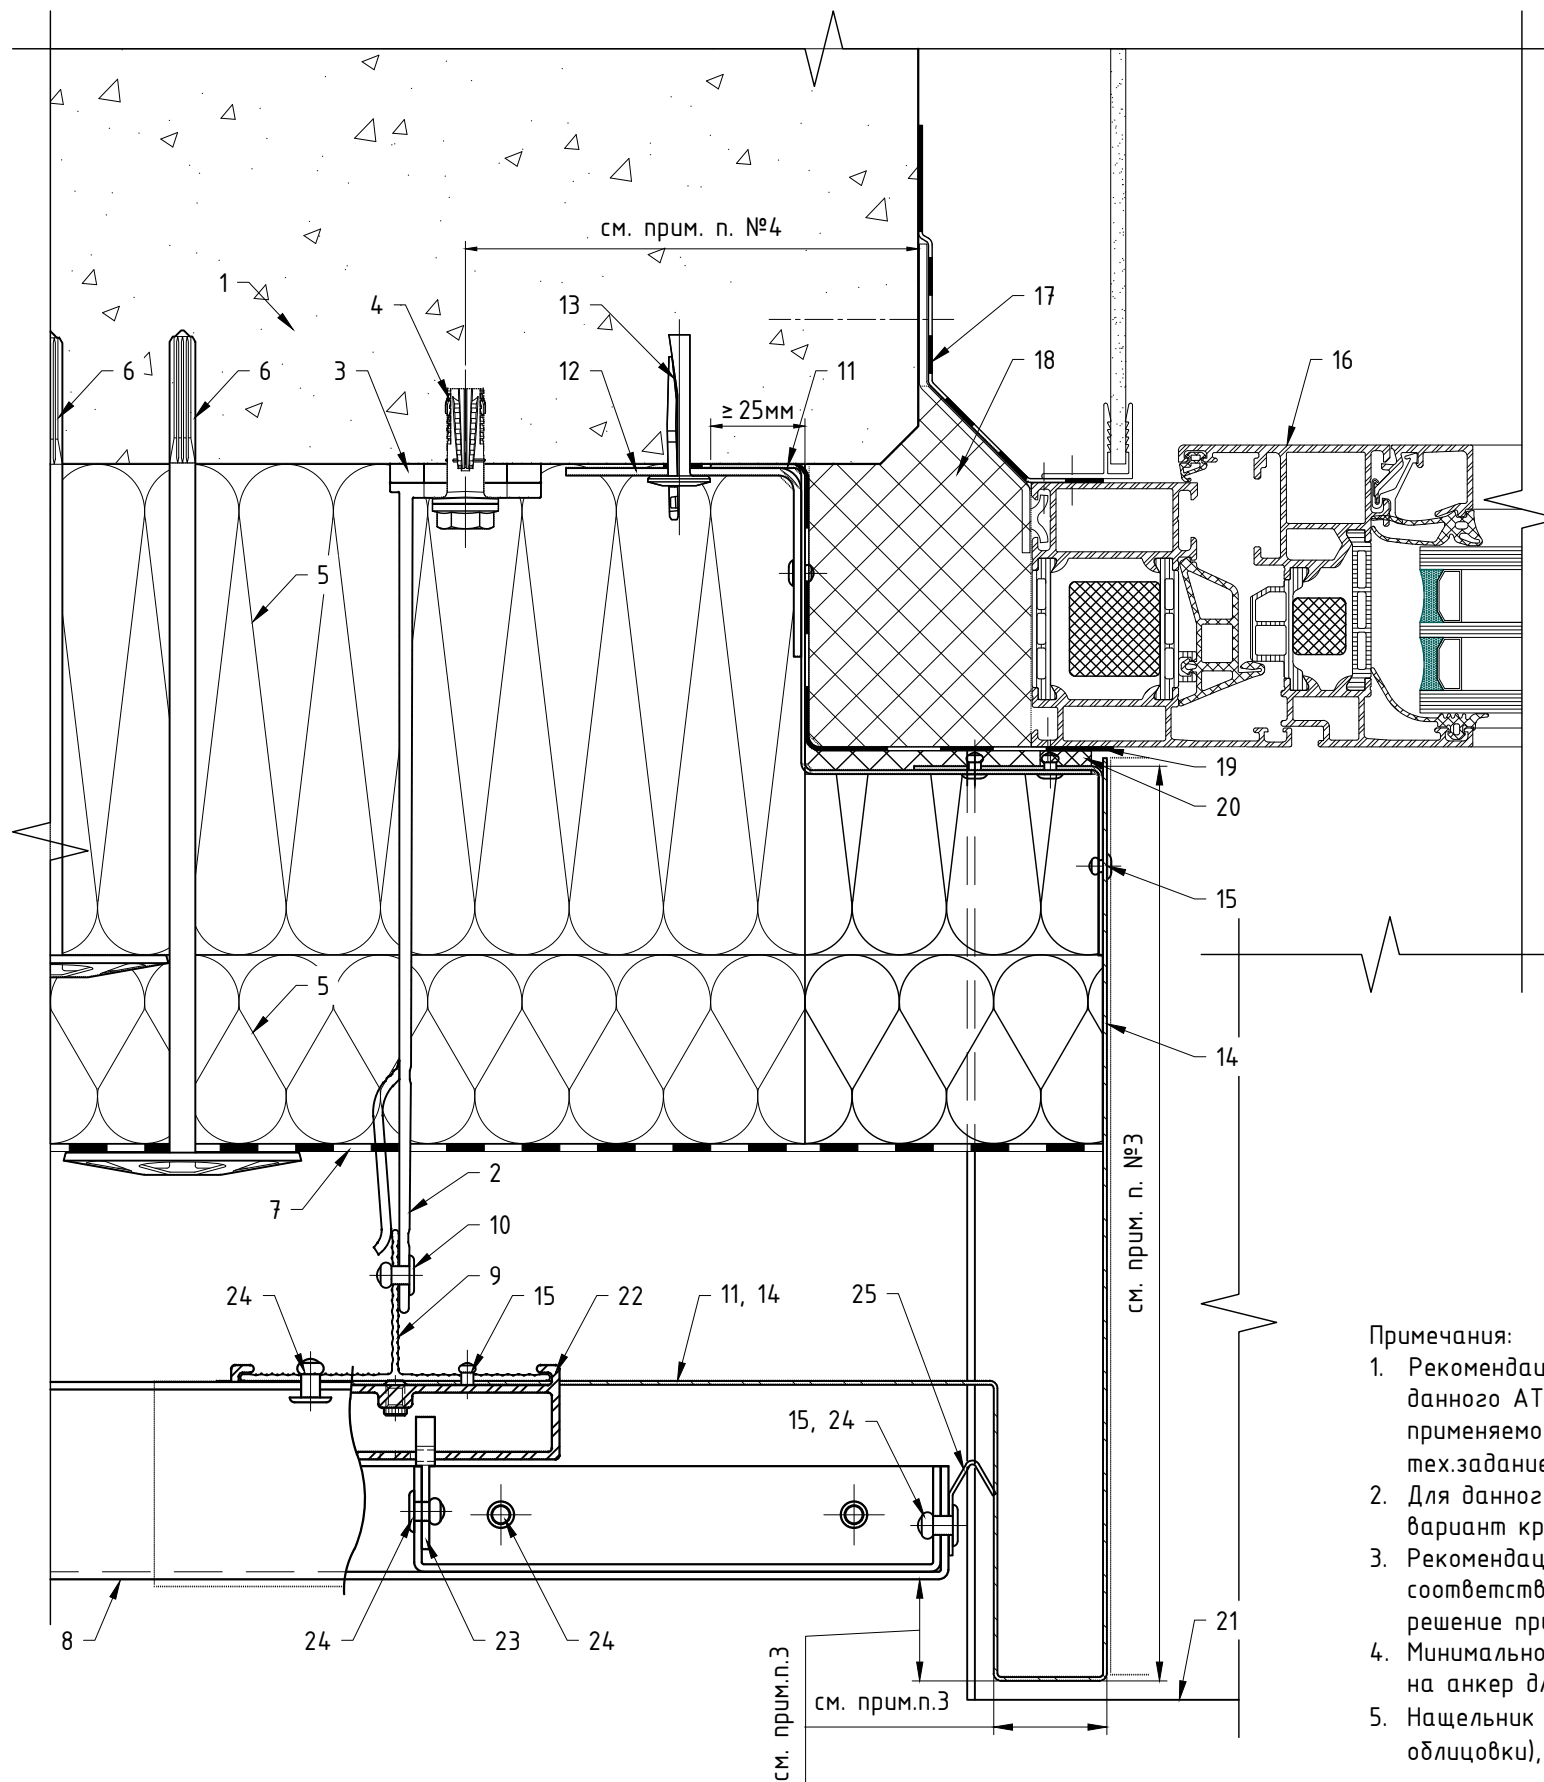 см. прим. п. №4
1
4
13
17
6
6
3
12
11
18
16
≥ 25мм
5
19
20
15
5
14
2
7
10
см. прим. п. №3
9
24
15
22
11, 14
25
15, 24
8
24
23
24
21
см. прим.п.3
см. прим.п.3
Примечания:
1. Рекомендац
данного АТ
применяемо
тех.задание
2. Для данног
вариант кр
3. Рекомендац
соответств
решение при
4. Минимально
на анкер дл
5. Нащельник
облицовки),